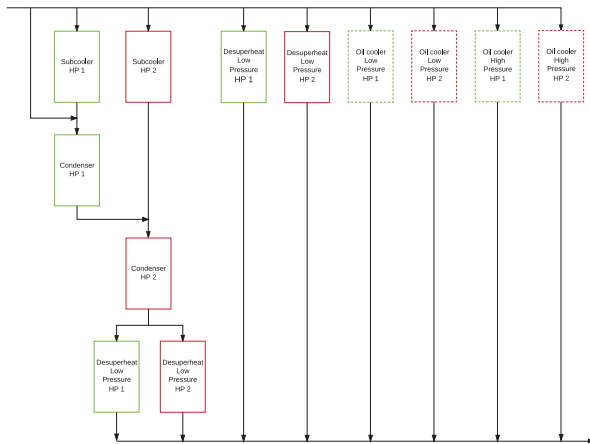 Subcooler
HP 1
Subcooler
HP 2
Desuperheat
Low
Pressure
HP 1
Desuperheat
Low
Pressure
HP 2
Oil cooler
Low
Pressure
HP 1
Oil cooler
Low
Pressure
HP 2
Oil cooler
High
Pressure
HP 1
Oil cooler
High
Pressure
HP 2
Condenser
HP 1
Condenser
HP 2
Desuperheat
Low
Pressure
HP 1
Desuperheat
Low
Pressure
HP 2